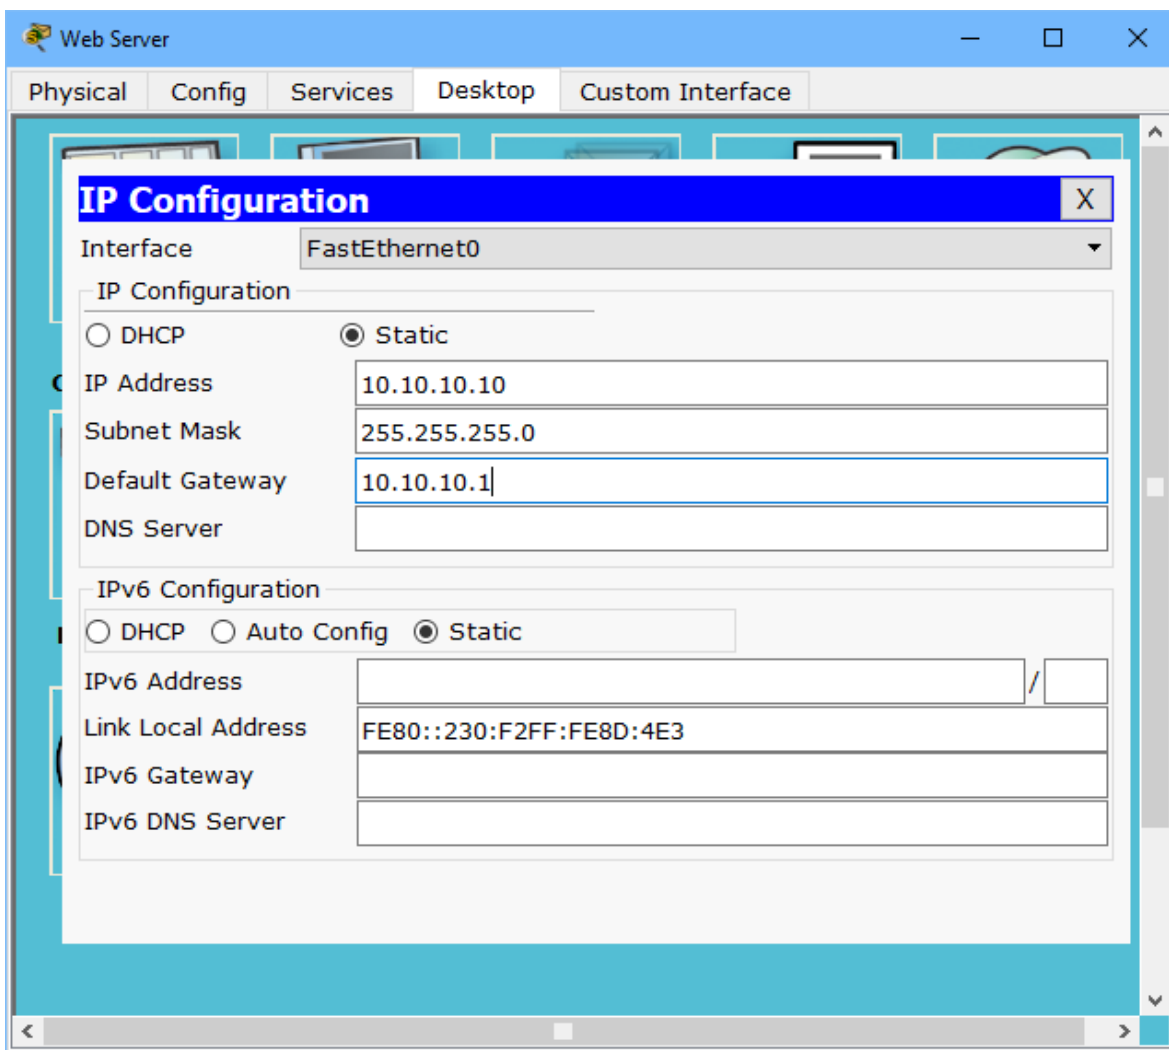 Web Server
Physical Config Services Desktop Custom Interface
IP Configuration X
Interface FastEthernet0
IP Configuration
DHCP Static
IP Address 10.10.10.10
Subnet Mask 255.255.255.0
Default Gateway 10.10.10.1
DNS Server
IPv6 Configuration
DHCP Auto Config Static
IPv6 Address /
Link Local Address FE80::230:F2FF:FE8D:4E3
IPv6 Gateway
IPv6 DNS Server